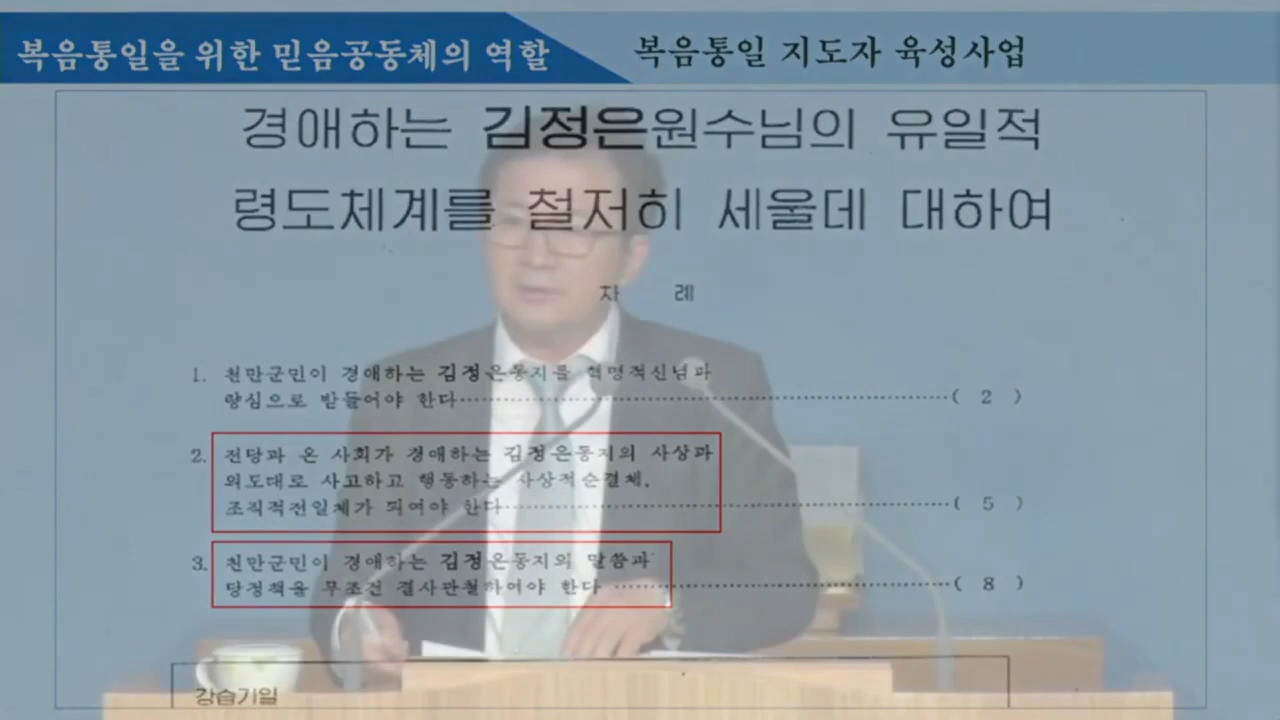 복음통일을 위한 믿음공동체의 역할
복음통일 지도자 육성사업
경애하는 김정은원수님의 유일적
령도체계를 철저히 세울데 대하여
차 례
1. 천만군민이 경애하는 김정은동지를 혁명적신념과
량심으로 받들어야 한다 ( 2 )
2. 전당과 온 사회가 경애하는 김정은동지의 사상과
의도대로 사고하고 행동하는 사상적순결체,
조직적전일체가 되여야 한다 ( 5 )
3. 천만군민이 경애하는 김정은동지의 말씀과
당정책을 무조건 결사관철하여야 한다 ( 8 )
강습기일